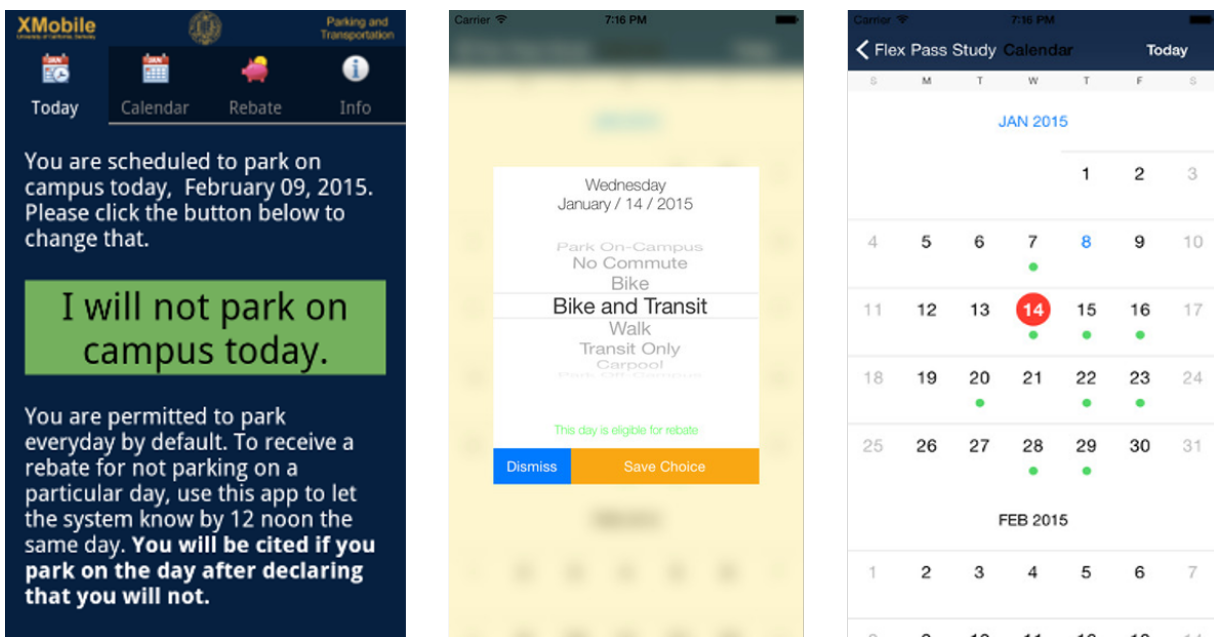 XMobile
University of California, Berkeley
Parking and
Transportation
Today
Calendar
Rebate
Info
You are scheduled to park on
campus today,  February 09, 2015.
Please click the button below to
change that.
I will not park on
campus today.
You are permitted to park
everyday by default. To receive a
rebate for not parking on a
particular day, use this app to let
the system know by 12 noon the
same day. You will be cited if you
park on the day after declaring
that you will not.
Carrier 7:16 PM
Wednesday
January / 14 / 2015
Park On-Campus
No Commute
Bike
Bike and Transit
Walk
Transit Only
Carpool
Park Off-Campus
This day is eligible for rebate
Dismiss Save Choice
Carrier 7:16 PM
Flex Pass Study Calendar Today
S M T W T F S
JAN 2015
1 2 3
4 5 6 7 8 9 10
11 12 13 14 15 16 17
18 19 20 21 22 23 24
25 26 27 28 29 30 31
FEB 2015
1 2 3 4 5 6 7